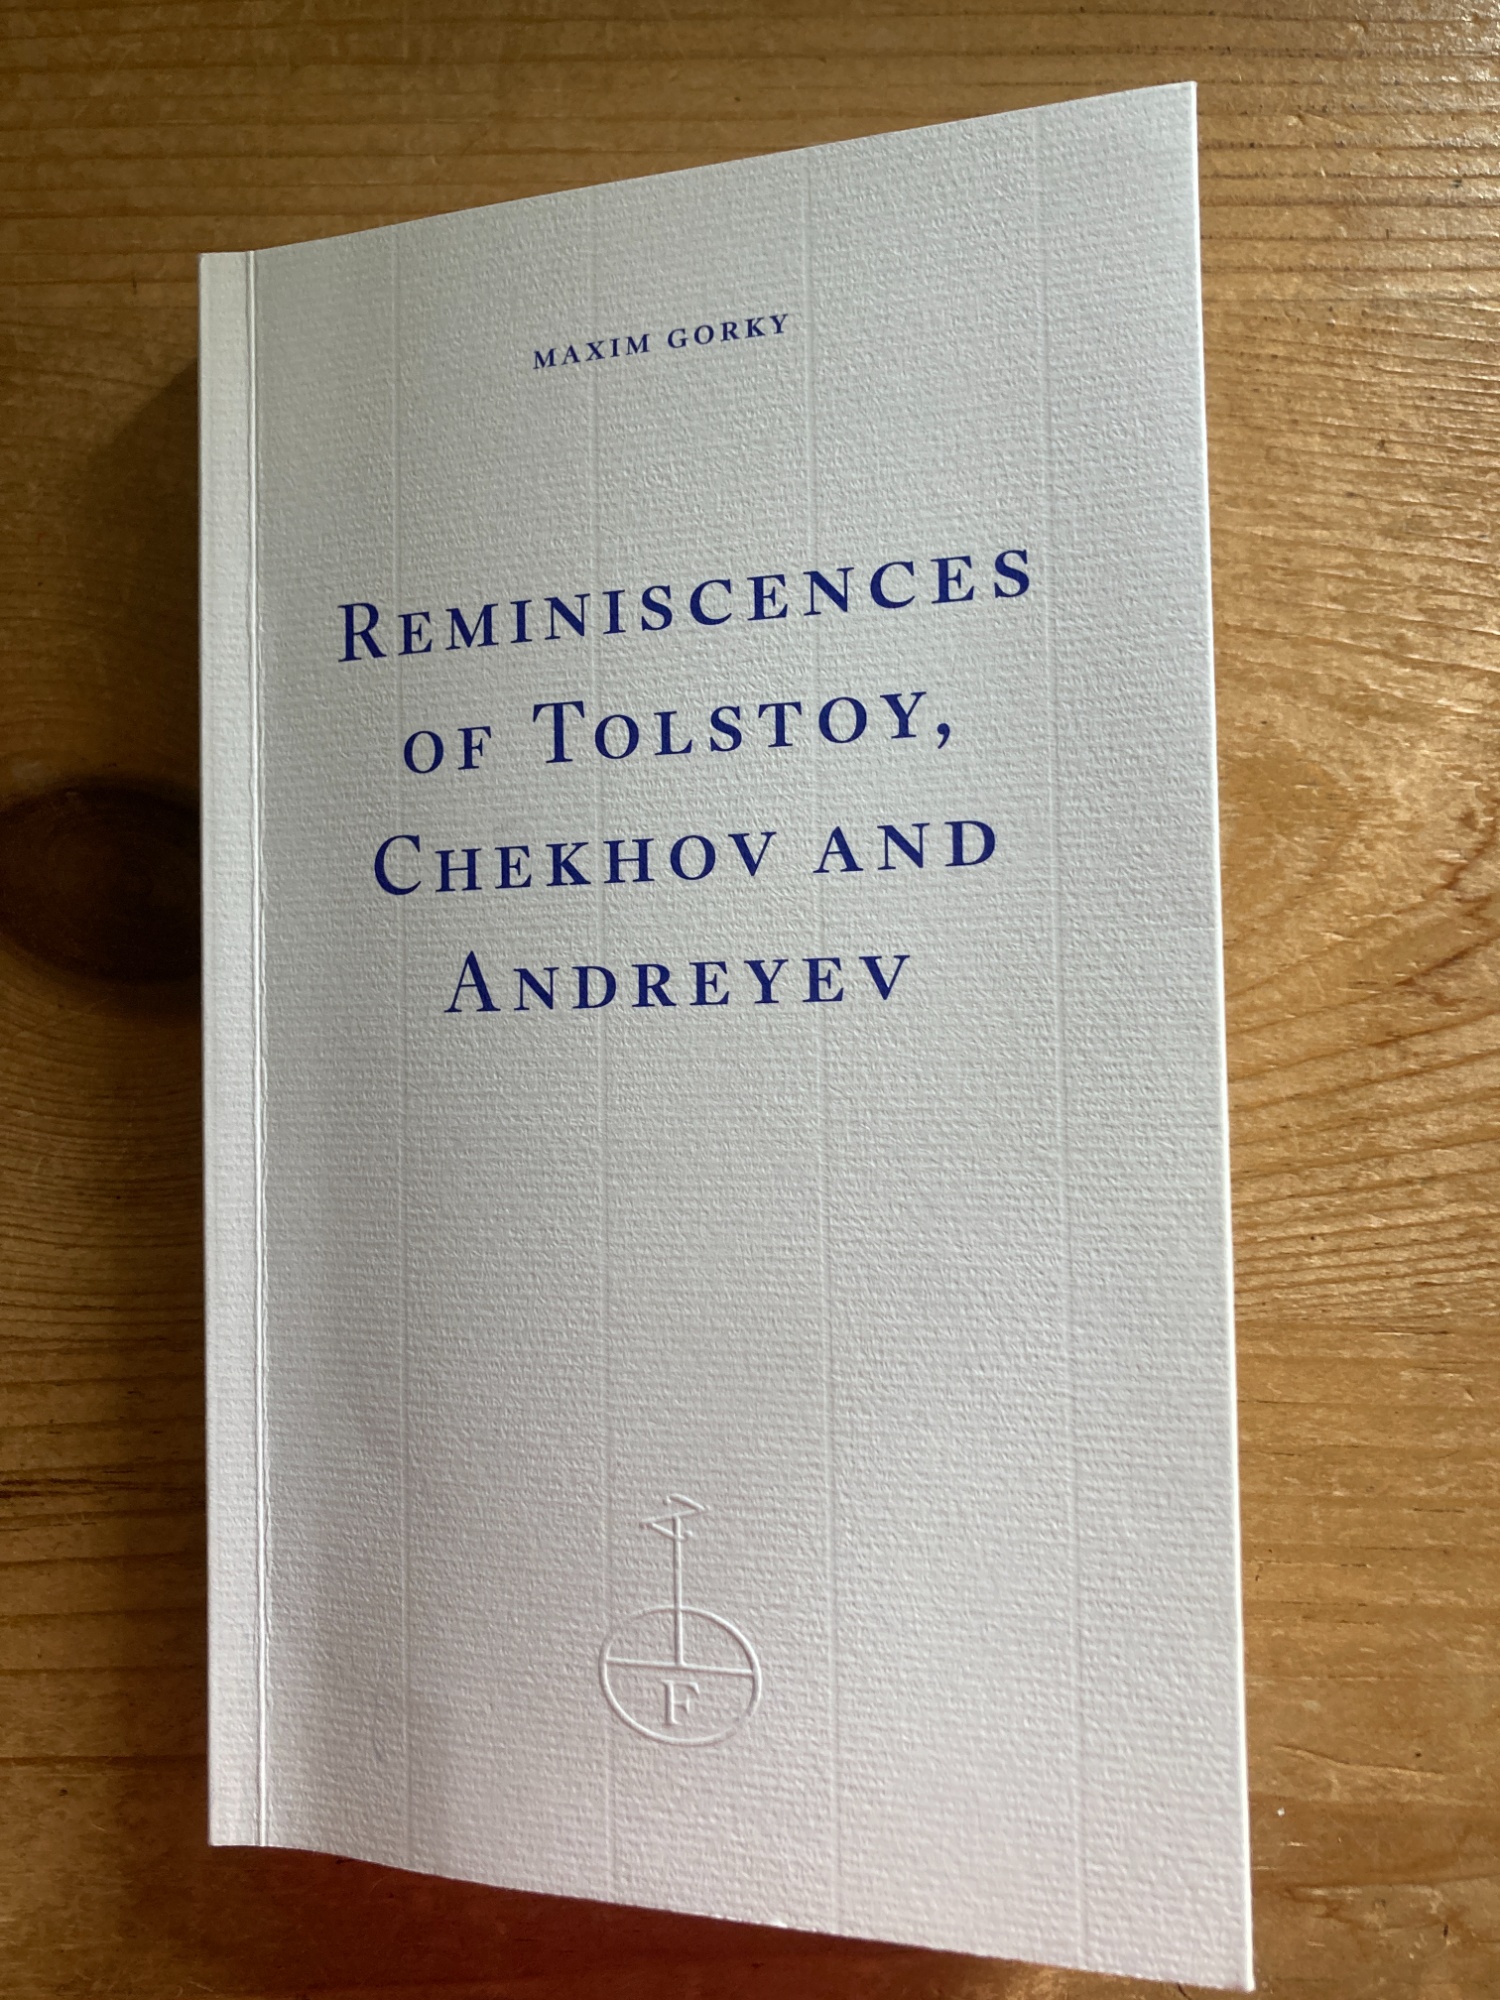 MAXIM GORKY
REMINISCENCES
OF TOLSTOY,
CHEKHOV AND
ANDREYEV
F